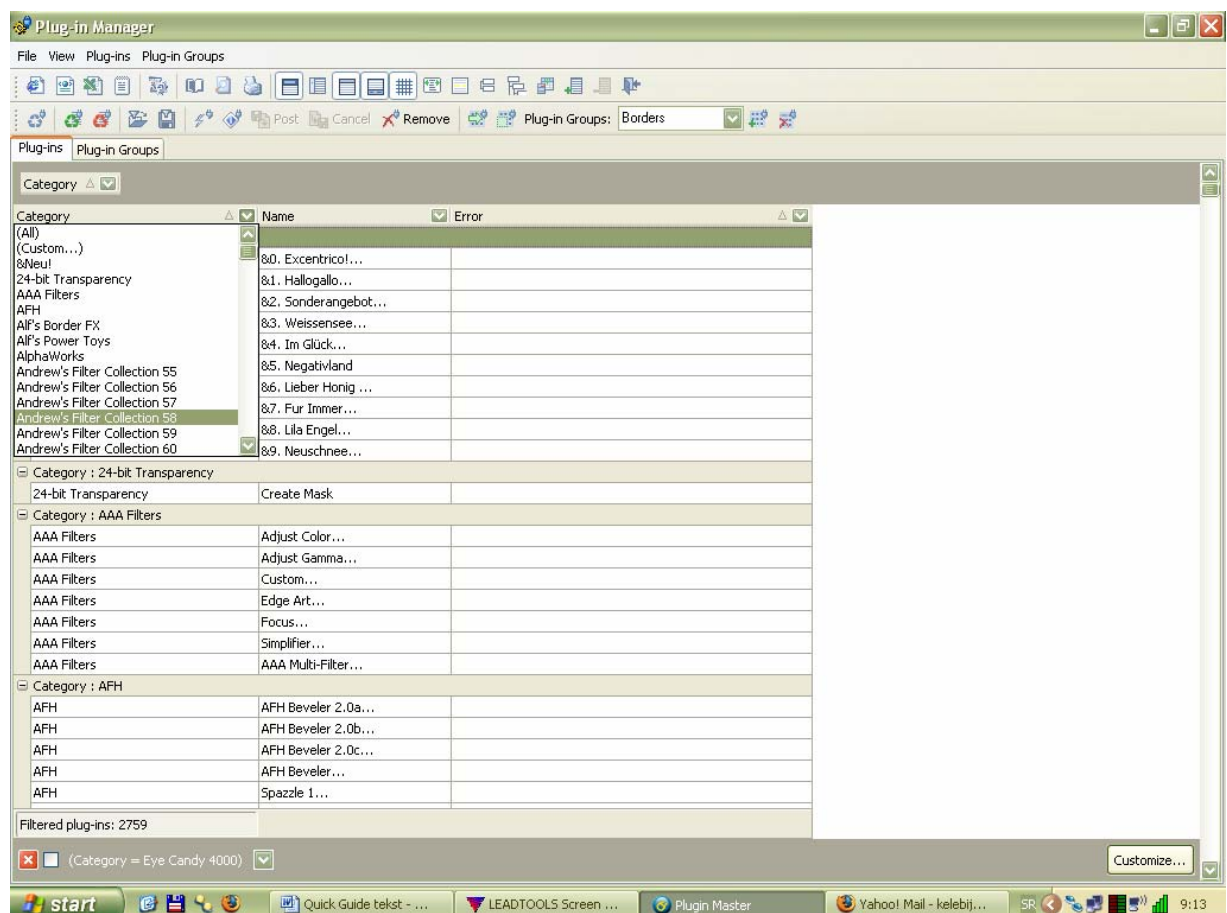 Plug-in Manager
File View Plug-ins Plug-in Groups
Post Cancel Remove Plug-in Groups: Borders
Plug-ins Plug-in Groups
Category
Category Name Error
(All)
(Custom...)
&Neu!
24-bit Transparency
AAA Filters
AFH
Alf's Border FX
Alf's Power Toys
AlphaWorks
Andrew's Filter Collection 55
Andrew's Filter Collection 56
Andrew's Filter Collection 57
Andrew's Filter Collection 58
Andrew's Filter Collection 59
Andrew's Filter Collection 60
&0. Excentrico!...
&1. Hallogallo...
&2. Sonderangebot...
&3. Weissensee...
&4. Im Glück...
&5. Negativland
&6. Lieber Honig ...
&7. Fur Immer...
&8. Lila Engel...
&9. Neuschnee...
Category : 24-bit Transparency
24-bit Transparency Create Mask
Category : AAA Filters
AAA Filters Adjust Color...
AAA Filters Adjust Gamma...
AAA Filters Custom...
AAA Filters Edge Art...
AAA Filters Focus...
AAA Filters Simplifier...
AAA Filters AAA Multi-Filter...
Category : AFH
AFH AFH Beveler 2.0a...
AFH AFH Beveler 2.0b...
AFH AFH Beveler 2.0c...
AFH AFH Beveler...
AFH Spazzle 1...
Filtered plug-ins: 2759
(Category = Eye Candy 4000) Customize...
start Quick Guide tekst - ... LEADTOOLS Screen ... Plugin Master Yahoo! Mail - kelebij... SR 9:13